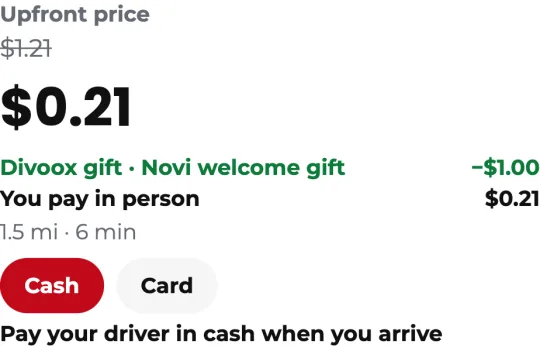 Upfront price
$1.21
$0.21
Divoox gift · Novi welcome gift −$1.00
You pay in person $0.21
1.5 mi · 6 min
Cash Card
Pay your driver in cash when you arrive